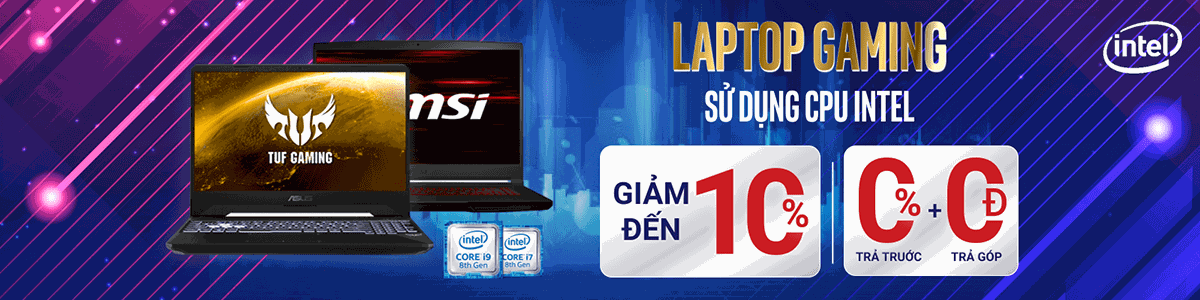 LAPTOP GAMING
SỬ DỤNG CPU INTEL
intel
TUF GAMING
ASUS
msi
intel
CORE i9
8th Gen
intel
CORE i7
8th Gen
GIẢM
ĐẾN
10%
0% + 0Đ
TRẢ TRƯỚC TRẢ GÓP